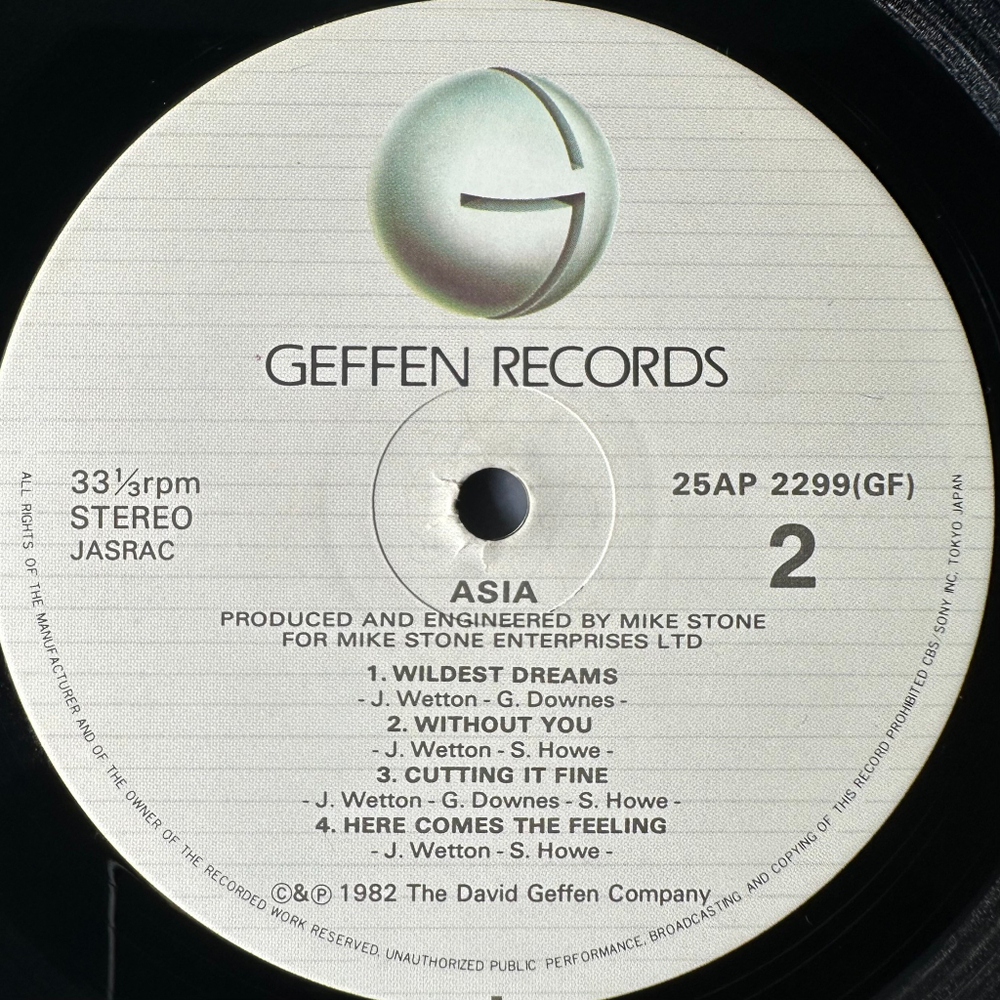 GEFFEN RECORDS
33⅓rpm
STEREO
JASRAC
25AP 2299(GF)
2
ASIA
PRODUCED AND ENGINEERED BY MIKE STONE
FOR MIKE STONE ENTERPRISES LTD
1. WILDEST DREAMS
- J. Wetton - G. Downes -
2. WITHOUT YOU
- J. Wetton - S. Howe -
3. CUTTING IT FINE
- J. Wetton - G. Downes - S. Howe -
4. HERE COMES THE FEELING
- J. Wetton - S. Howe -
©&℗ 1982 The David Geffen Company
ALL RIGHTS OF THE MANUFACTURER AND OF THE OWNER OF THE RECORDED WORK RESERVED. UNAUTHORIZED PUBLIC PERFORMANCE, BROADCASTING AND COPYING OF THIS RECORD PROHIBITED CBS/SONY INC. TOKYO JAPAN